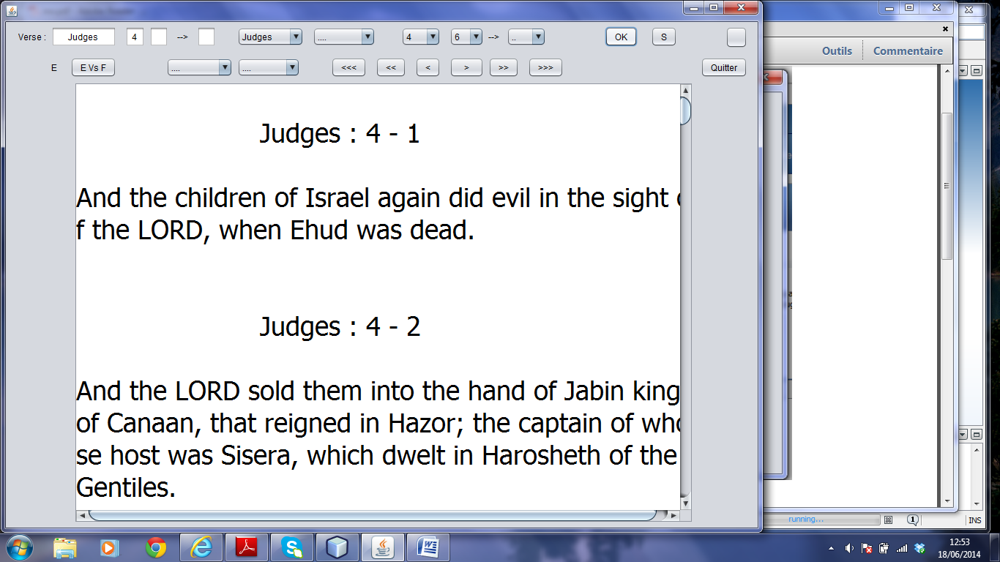 Outils Commentaire
Verse : Judges 4 --> Judges .... 4 6 --> .. OK S
E E Vs F .... .... <<< << < > >> >>> Quitter
Judges : 4 - 1
And the children of Israel again did evil in the sight o
f the LORD, when Ehud was dead.
Judges : 4 - 2
And the LORD sold them into the hand of Jabin king
of Canaan, that reigned in Hazor; the captain of who
se host was Sisera, which dwelt in Harosheth of the
Gentiles.
running... 1 INS
12:53
18/06/2014